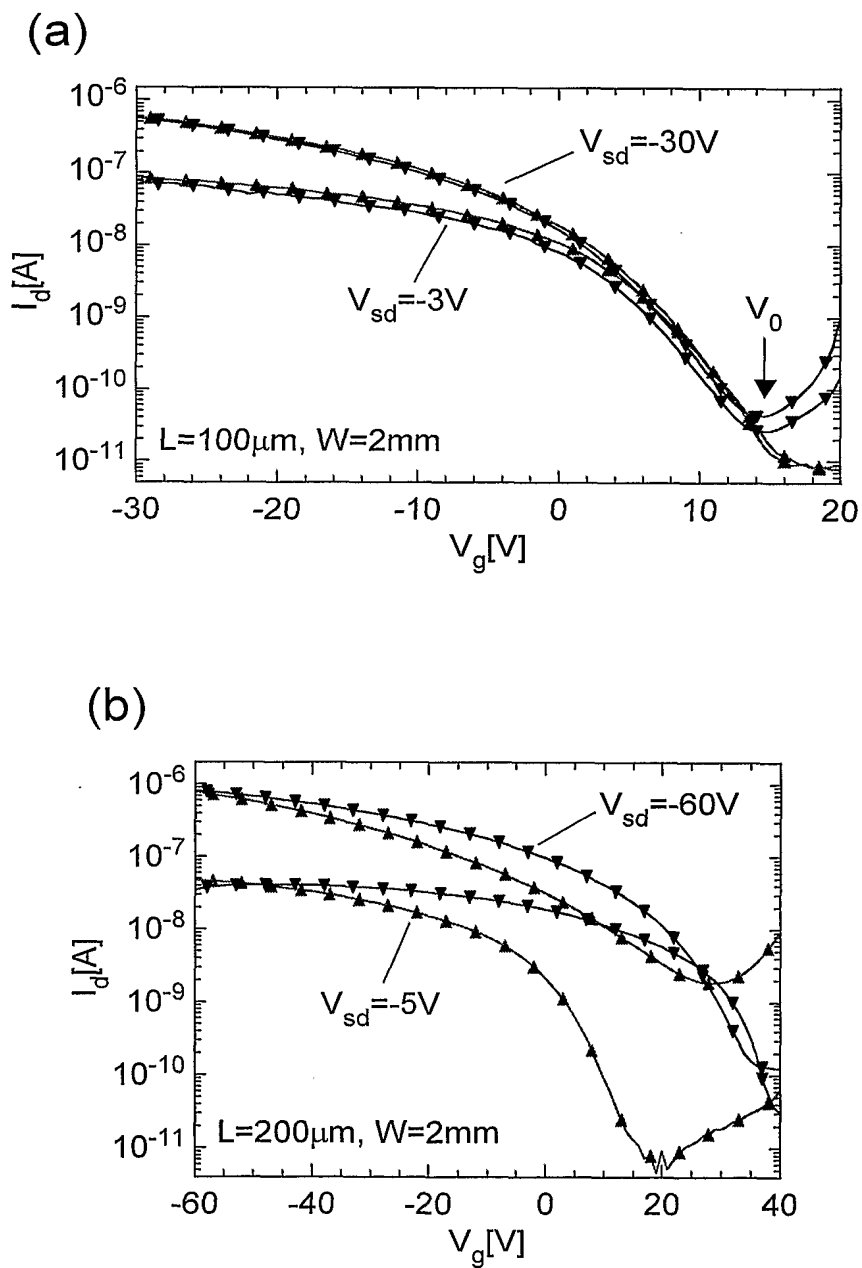 (a)
10-6
10-7
10-8
10-9
10-10
10-11
Id[A]
Vsd=-30V
Vsd=-3V
V0
L=100μm, W=2mm
-30 -20 -10 0 10 20
Vg[V]
(b)
10-6
10-7
10-8
10-9
10-10
10-11
Id[A]
Vsd=-60V
Vsd=-5V
L=200μm, W=2mm
-60 -40 -20 0 20 40
Vg[V]